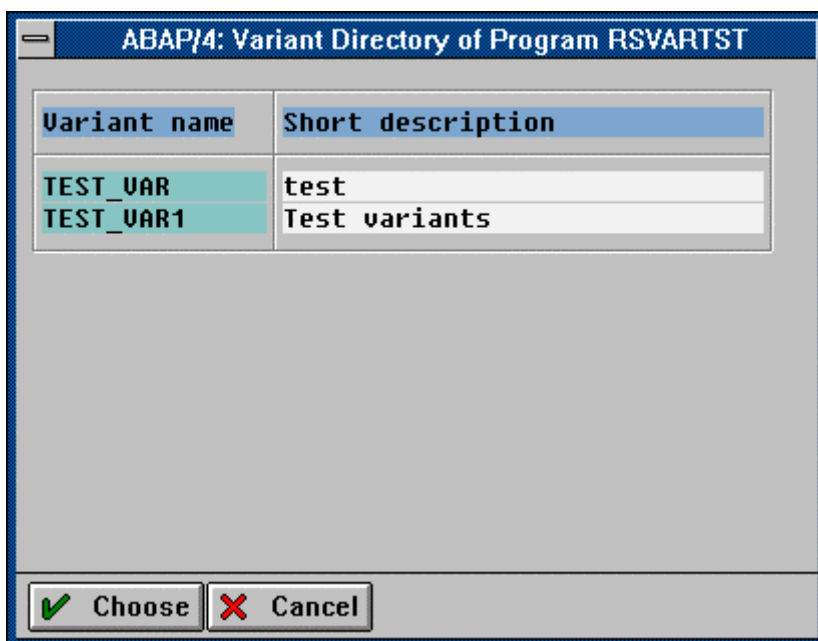 ABAP/4: Variant Directory of Program RSVARTST
Variant name Short description
TEST_VAR test
TEST_VAR1 Test variants
Choose Cancel